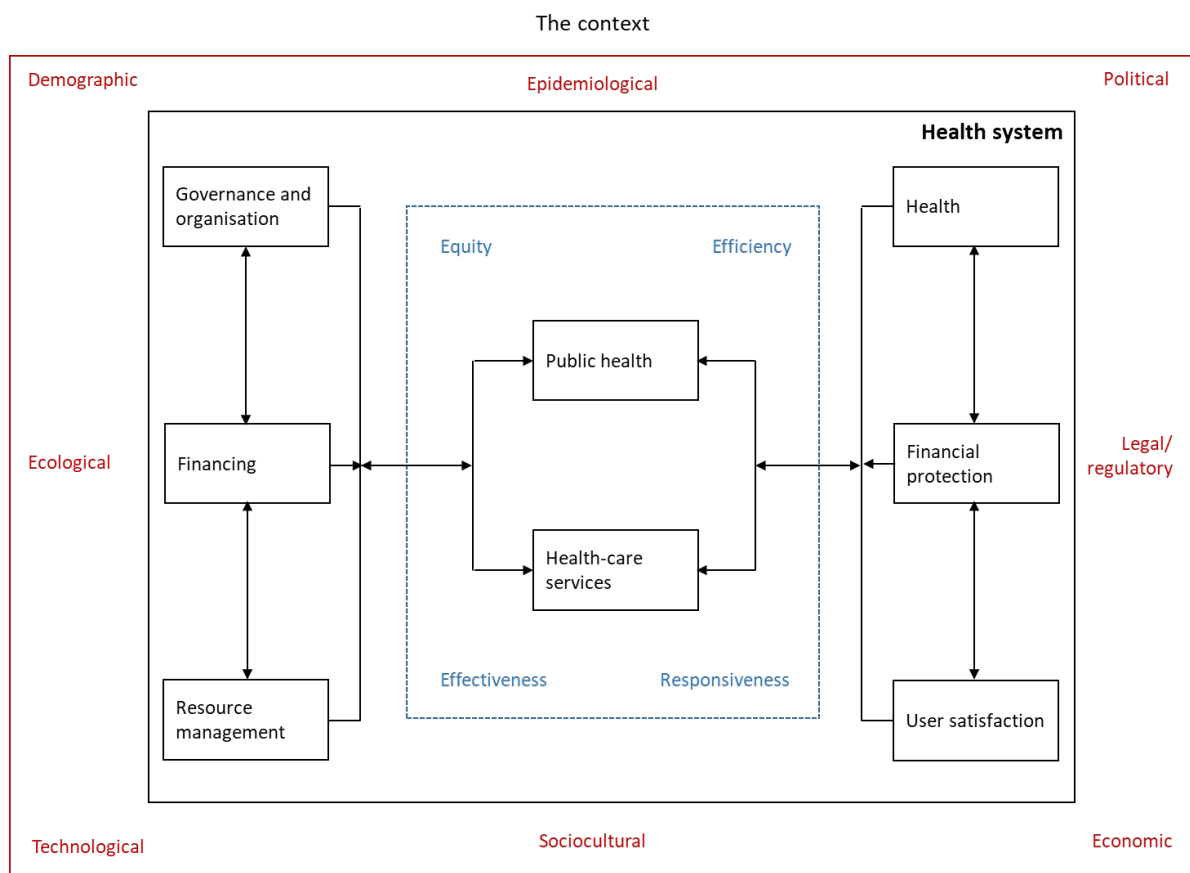 The context
Demographic
Epidemiological
Political
Health system
Governance and
organisation
Health
Equity
Efficiency
Public health
Ecological
Financing
Financial
protection
Legal/
regulatory
Health-care
services
Effectiveness
Responsiveness
Resource
management
User satisfaction
Technological
Sociocultural
Economic